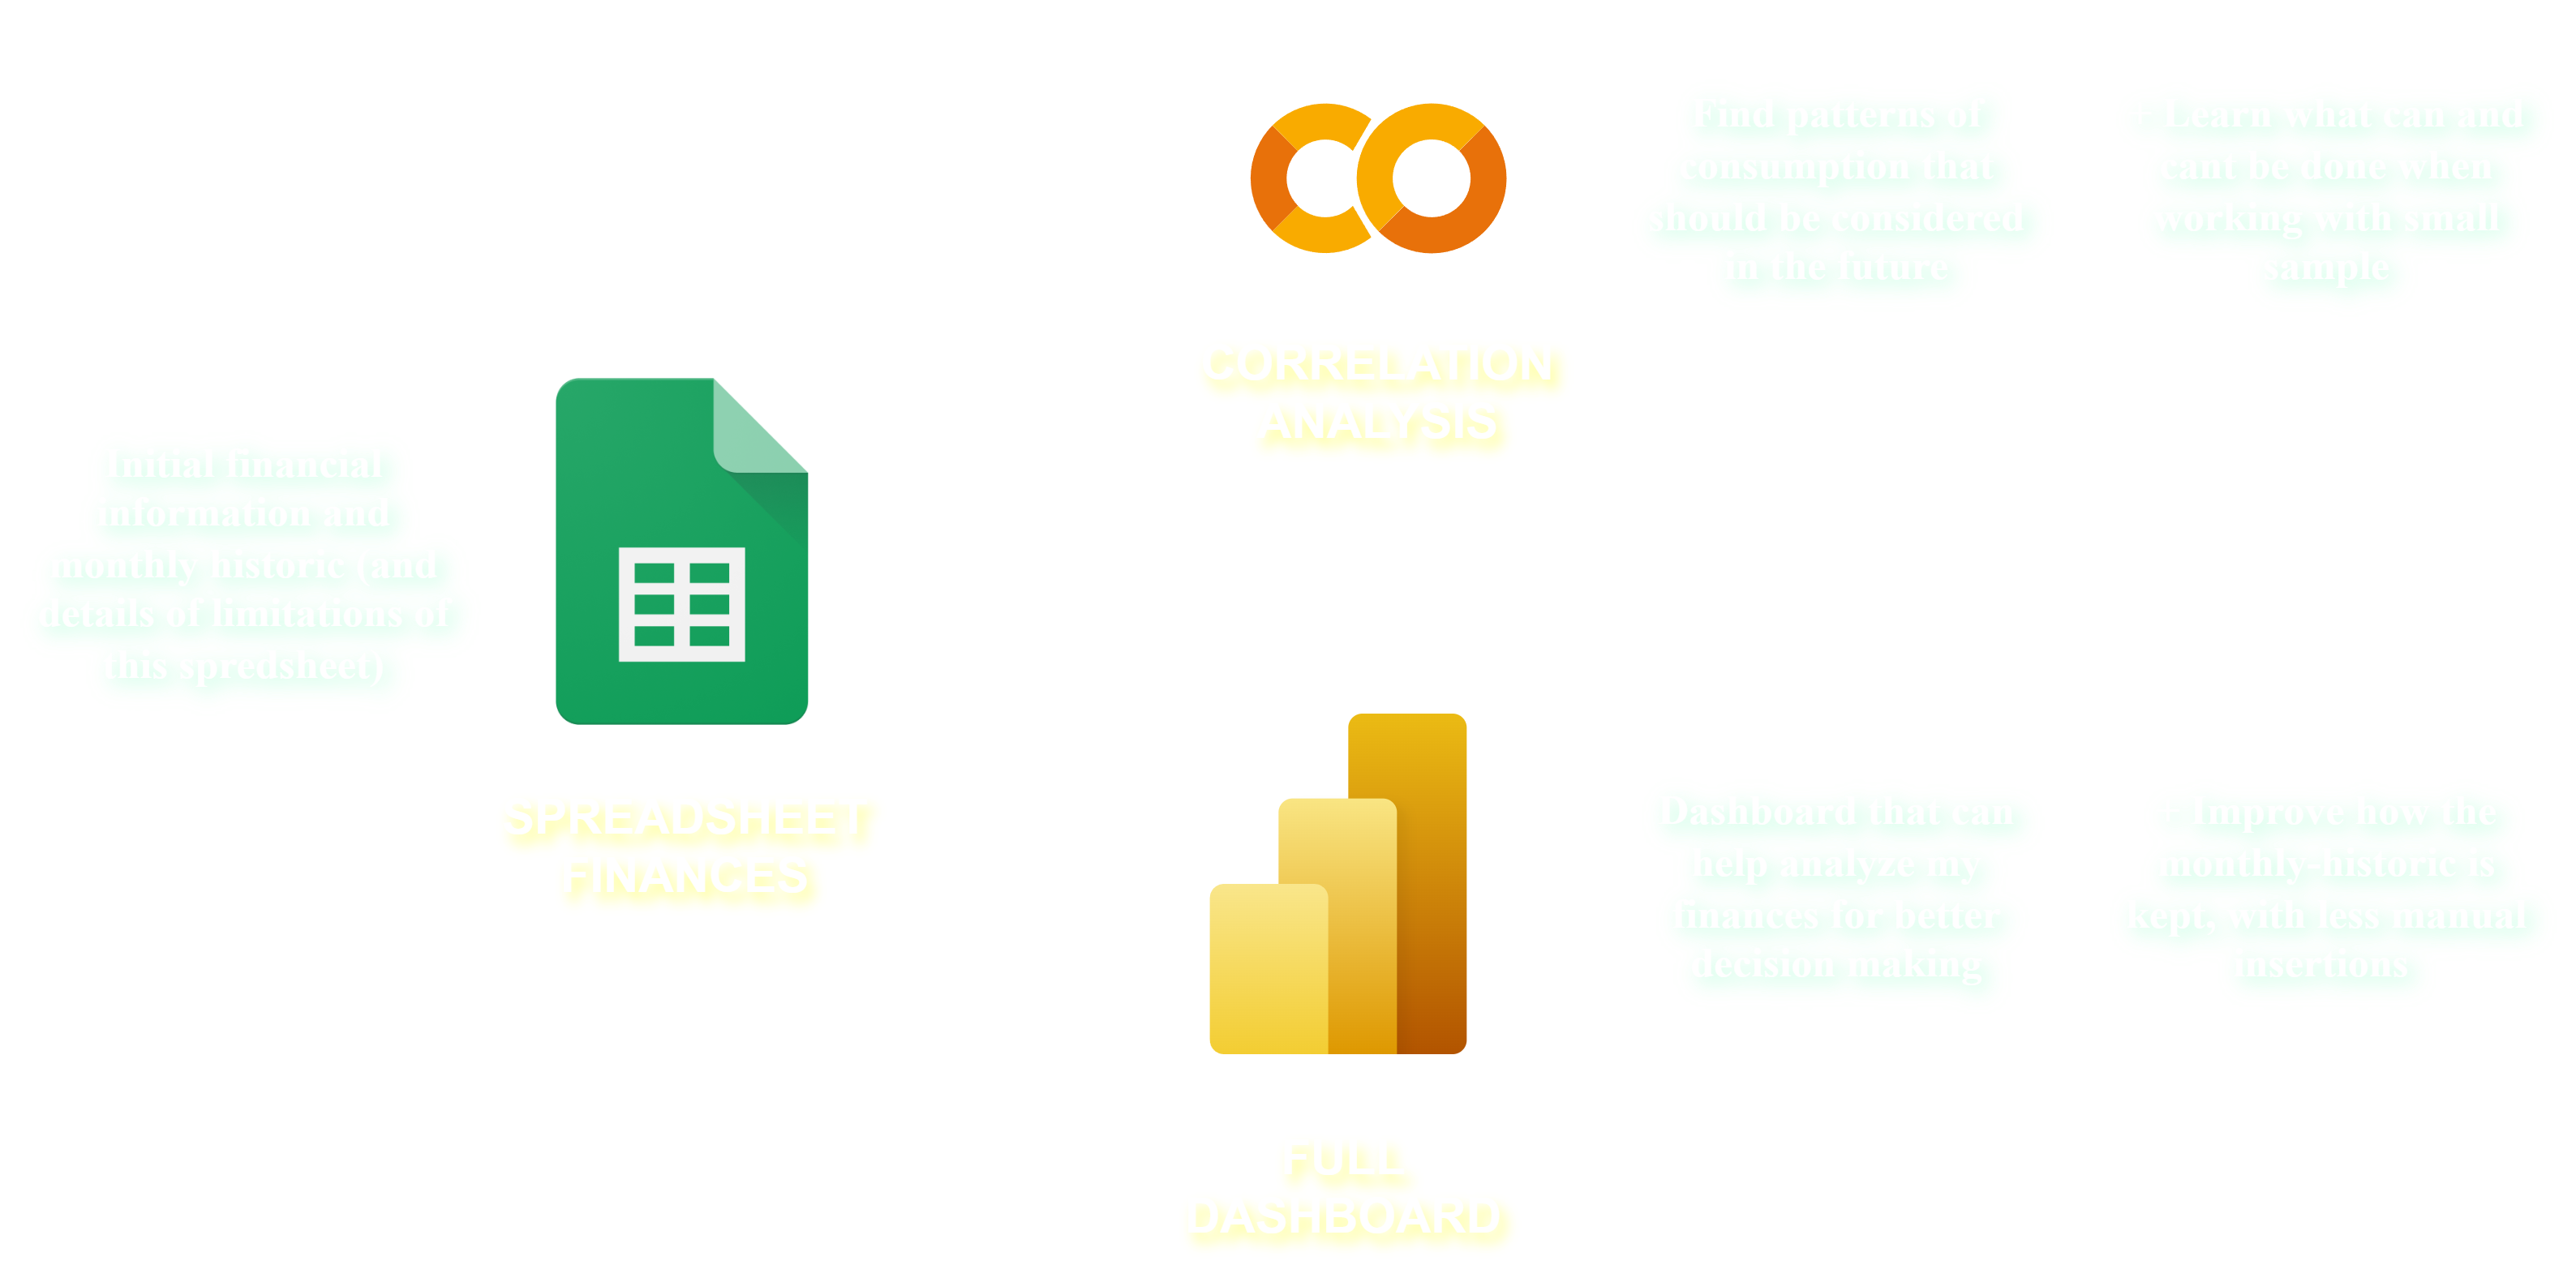 Initial financial
information and
monthly historic (and
details of limitations of
this spredsheet)
SPREADSHEET
FINANCES
CORRELATION
ANALYSIS
Find patterns of
consumption that
should be considered
in the future
Learn what can and
cant be done when
working with small
sample
FULL
DASHBOARD
Dashboard that can
help analyze my
finances for better
decision making
Improve how the
monthly-historic is
kept, with less manual
insertions